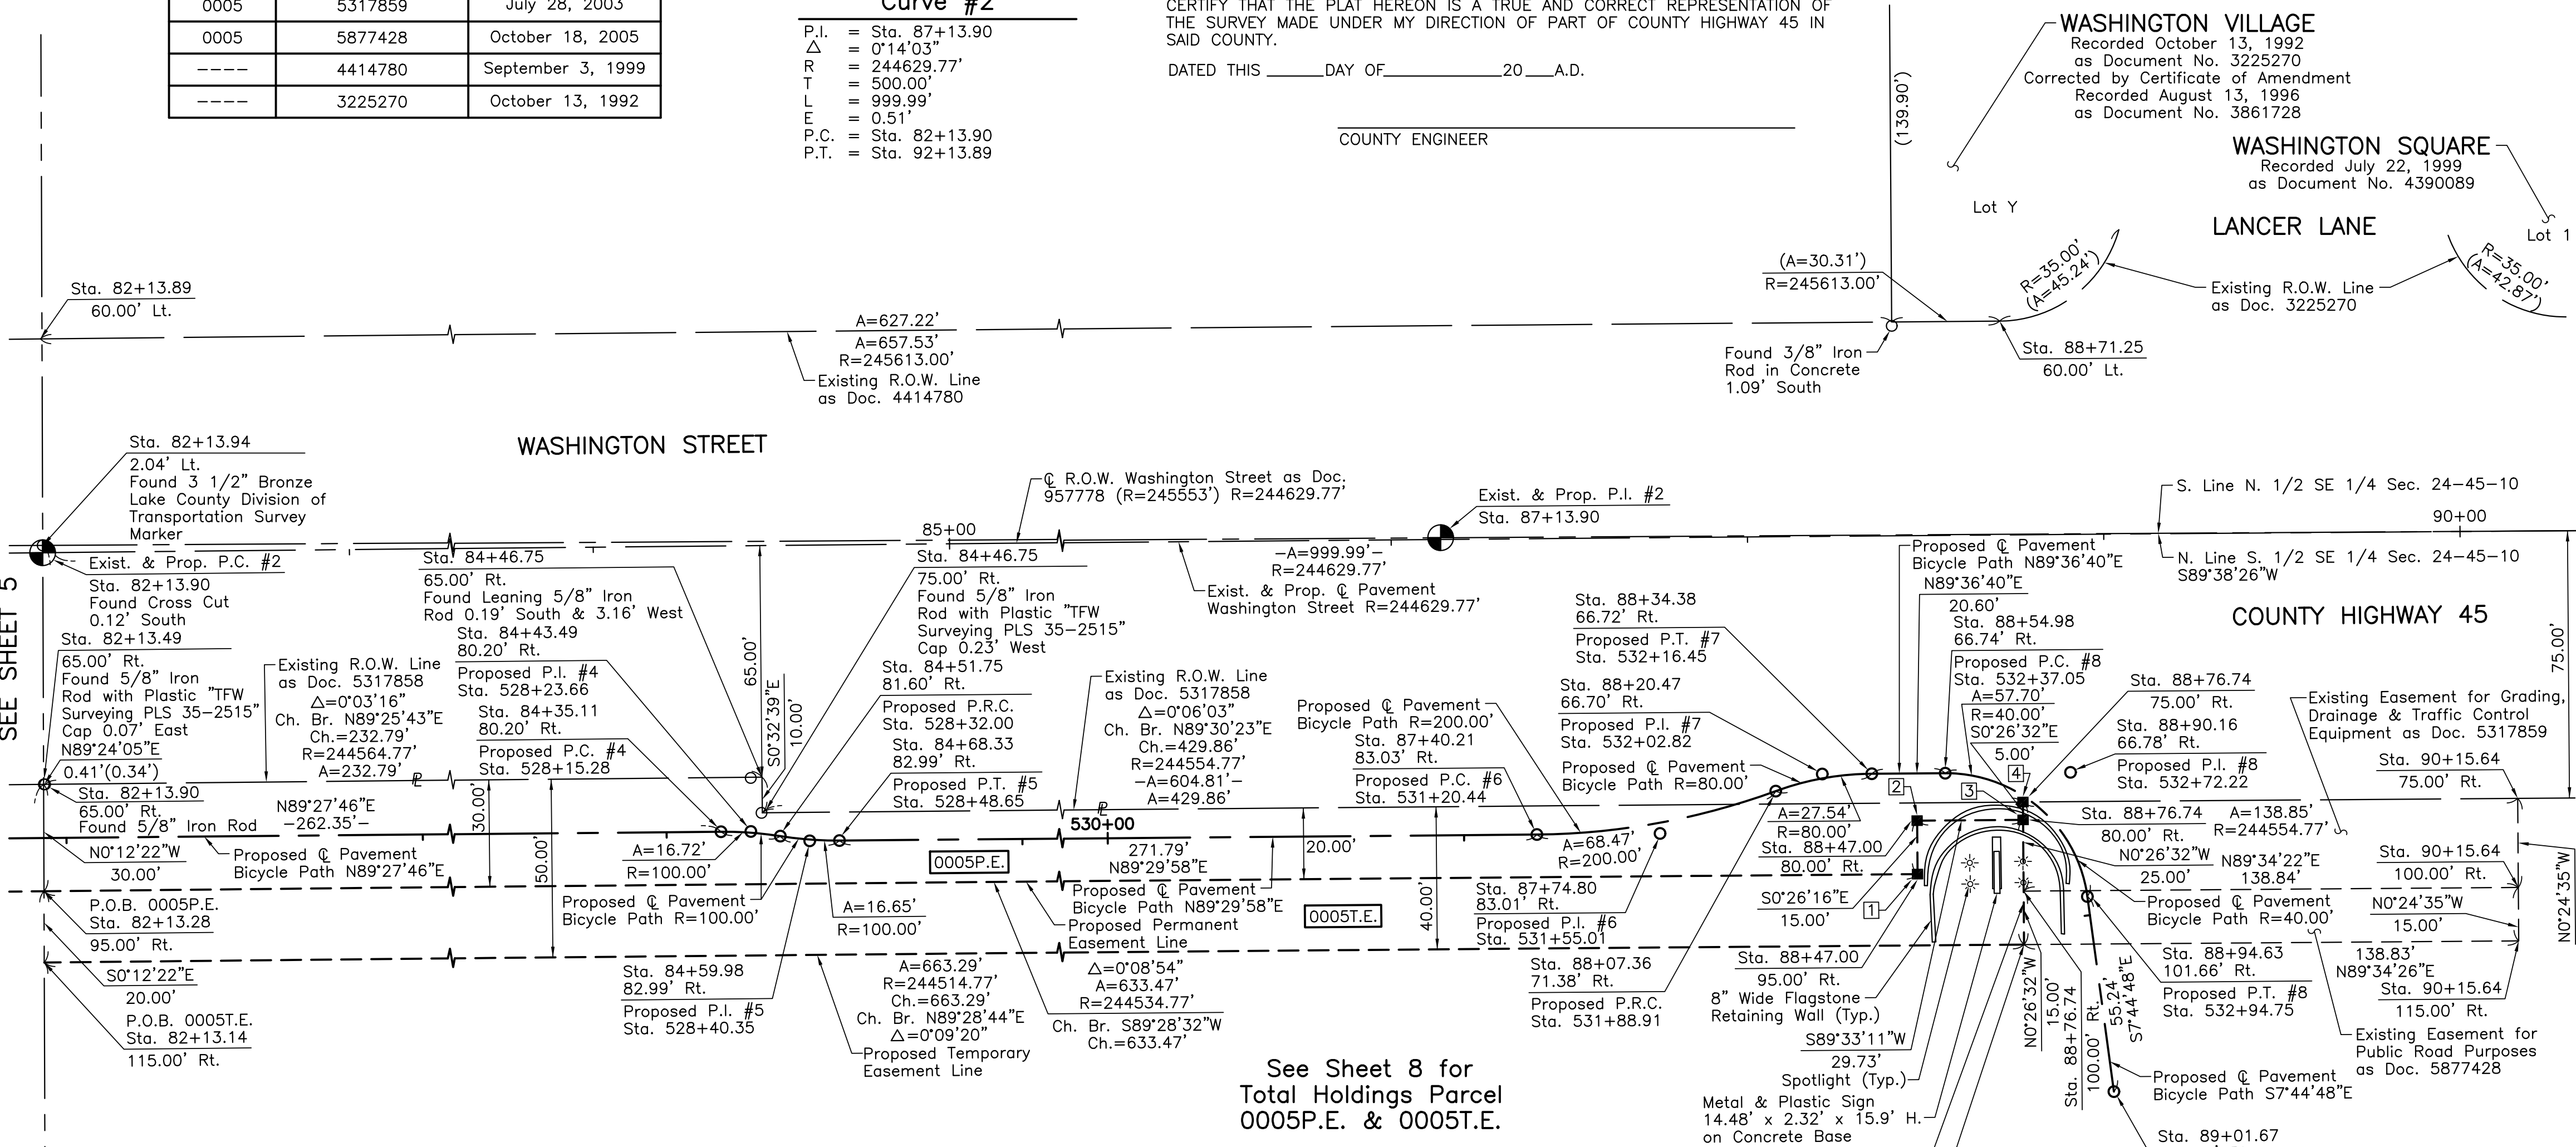 0005 5317859 July 28, 2003
0005 5877428 October 18, 2005
---- 4414780 September 3, 1999
---- 3225270 October 13, 1992
Curve #2
P.I. = Sta. 87+13.90
△ = 0°14'03"
R = 244629.77'
T = 500.00'
L = 999.99'
E = 0.51'
P.C. = Sta. 82+13.90
P.T. = Sta. 92+13.89
CERTIFY THAT THE PLAT HEREON IS A TRUE AND CORRECT REPRESENTATION OF
THE SURVEY MADE UNDER MY DIRECTION OF PART OF COUNTY HIGHWAY 45 IN
SAID COUNTY.
DATED THIS ______DAY OF____________20___A.D.
COUNTY ENGINEER
(139.90')
WASHINGTON VILLAGE
Recorded October 13, 1992
as Document No. 3225270
Corrected by Certificate of Amendment
Recorded August 13, 1996
as Document No. 3861728
WASHINGTON SQUARE
Recorded July 22, 1999
as Document No. 4390089
Lot Y
LANCER LANE
Lot 1
R=35.00'
(A=45.24')
Existing R.O.W. Line
as Doc. 3225270
R=35.00'
(A=42.87')
(A=30.31')
R=245613.00'
Found 3/8" Iron
Rod in Concrete
1.09' South
Sta. 88+71.25
60.00' Lt.
Sta. 82+13.89
60.00' Lt.
A=627.22'
A=657.53'
R=245613.00'
Existing R.O.W. Line
as Doc. 4414780
WASHINGTON STREET
Sta. 82+13.94
2.04' Lt.
Found 3 1/2" Bronze
Lake County Division of
Transportation Survey
Marker
℄ R.O.W. Washington Street as Doc.
957778 (R=245553') R=244629.77'
Exist. & Prop. P.I. #2
Sta. 87+13.90
S. Line N. 1/2 SE 1/4 Sec. 24-45-10
90+00
85+00
N. Line S. 1/2 SE 1/4 Sec. 24-45-10
S89°38'26"W
SEE SHEET 5
Exist. & Prop. P.C. #2
Sta. 82+13.90
Found Cross Cut
0.12' South
Sta. 82+13.49
65.00' Rt.
Found 5/8" Iron
Rod with Plastic "TFW
Surveying PLS 35-2515"
Cap 0.07' East
N89°24'05"E
0.41'(0.34')
Sta. 82+13.90
65.00' Rt.
Found 5/8" Iron Rod
Existing R.O.W. Line
as Doc. 5317858
△=0°03'16"
Ch. Br. N89°25'43"E
Ch.=232.79'
R=244564.77'
A=232.79'
N89°27'46"E
-262.35'-
Sta. 84+46.75
65.00' Rt.
Found Leaning 5/8" Iron
Rod 0.19' South & 3.16' West
Sta. 84+43.49
80.20' Rt.
Proposed P.I. #4
Sta. 528+23.66
Sta. 84+35.11
80.20' Rt.
Proposed P.C. #4
Sta. 528+15.28
65.00'
S0°32'39"E
10.00'
Sta. 84+46.75
75.00' Rt.
Found 5/8" Iron
Rod with Plastic "TFW
Surveying PLS 35-2515"
Cap 0.23' West
Sta. 84+51.75
81.60' Rt.
Proposed P.R.C.
Sta. 528+32.00
Sta. 84+68.33
82.99' Rt.
Proposed P.T. #5
Sta. 528+48.65
-A=999.99'-
R=244629.77'
Exist. & Prop. ℄ Pavement
Washington Street R=244629.77'
Existing R.O.W. Line
as Doc. 5317858
△=0°06'03"
Ch. Br. N89°30'23"E
Ch.=429.86'
R=244554.77'
-A=604.81'-
A=429.86'
Proposed ℄ Pavement
Bicycle Path R=200.00'
Sta. 87+40.21
83.03' Rt.
Proposed P.C. #6
Sta. 531+20.44
Sta. 88+34.38
66.72' Rt.
Proposed P.T. #7
Sta. 532+16.45
Sta. 88+20.47
66.70' Rt.
Proposed P.I. #7
Sta. 532+02.82
Proposed ℄ Pavement
Bicycle Path R=80.00'
Proposed ℄ Pavement
Bicycle Path N89°36'40"E
N89°36'40"E
20.60'
Sta. 88+54.98
66.74' Rt.
Proposed P.C. #8
Sta. 532+37.05
A=57.70'
R=40.00'
S0°26'32"E
5.00'
COUNTY HIGHWAY 45
75.00'
Sta. 88+76.74
75.00' Rt.
Sta. 88+90.16
66.78' Rt.
Proposed P.I. #8
Sta. 532+72.22
Existing Easement for Grading,
Drainage & Traffic Control
Equipment as Doc. 5317859
Sta. 90+15.64
75.00' Rt.
N0°12'22"W
30.00'
Proposed ℄ Pavement
Bicycle Path N89°27'46"E
30.00'
50.00'
A=16.72'
R=100.00'
Proposed ℄ Pavement
Bicycle Path R=100.00'
A=16.65'
R=100.00'
0005P.E.
530+00
271.79'
N89°29'58"E
20.00'
40.00'
Proposed ℄ Pavement
Bicycle Path N89°29'58"E
Proposed Permanent
Easement Line
0005T.E.
A=68.47'
R=200.00'
Sta. 87+74.80
83.01' Rt.
Proposed P.I. #6
Sta. 531+55.01
A=27.54'
R=80.00'
Sta. 88+47.00
80.00' Rt.
S0°26'16"E
15.00'
1
2
3
4
Sta. 88+76.74
80.00' Rt.
N0°26'32"W
25.00'
A=138.85'
R=244554.77'
N89°34'22"E
138.84'
Sta. 90+15.64
100.00' Rt.
N0°24'35"W
15.00'
N0°24'35"W
Proposed ℄ Pavement
Bicycle Path R=40.00'
P.O.B. 0005P.E.
Sta. 82+13.28
95.00' Rt.
S0°12'22"E
20.00'
P.O.B. 0005T.E.
Sta. 82+13.14
115.00' Rt.
Sta. 84+59.98
82.99' Rt.
Proposed P.I. #5
Sta. 528+40.35
A=663.29'
R=244514.77'
Ch.=663.29'
Ch. Br. N89°28'44"E
△=0°09'20"
Proposed Temporary
Easement Line
△=0°08'54"
A=633.47'
R=244534.77'
Ch. Br. S89°28'32"W
Ch.=633.47'
Sta. 88+07.36
71.38' Rt.
Proposed P.R.C.
Sta. 531+88.91
Sta. 88+47.00
95.00' Rt.
8" Wide Flagstone
Retaining Wall (Typ.)
S89°33'11"W
29.73'
Spotlight (Typ.)
Metal & Plastic Sign
14.48' x 2.32' x 15.9' H.
on Concrete Base
N0°26'32"W
15.00'
Sta. 88+76.74
100.00' Rt.
55.24'
S7°44'48"E
Sta. 88+94.63
101.66' Rt.
Proposed P.T. #8
Sta. 532+94.75
138.83'
N89°34'26"E
Sta. 90+15.64
115.00' Rt.
Existing Easement for
Public Road Purposes
as Doc. 5877428
Proposed ℄ Pavement
Bicycle Path S7°44'48"E
Sta. 89+01.67
See Sheet 8 for
Total Holdings Parcel
0005P.E. & 0005T.E.